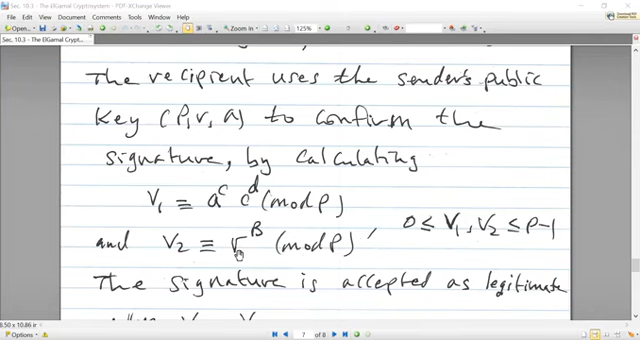 Sec. 10.3 - The ElGamal Cryptosystem - PDF-XChange Viewer
File Edit View Document Comments Tools Window Help
Open... Zoom In 125%
Sec. 10.3 - The ElGamal Crypt...
The recipient uses the sender's public
key (p, r, a) to confirm the
signature, by calculating
V₁ ≡ a^c c^d (mod p)
and V₂ ≡ r^B (mod p), 0 ≤ V₁, V₂ ≤ p-1
The signature is accepted as legitimate
8.50 x 10.86 in
Options 7 of 8